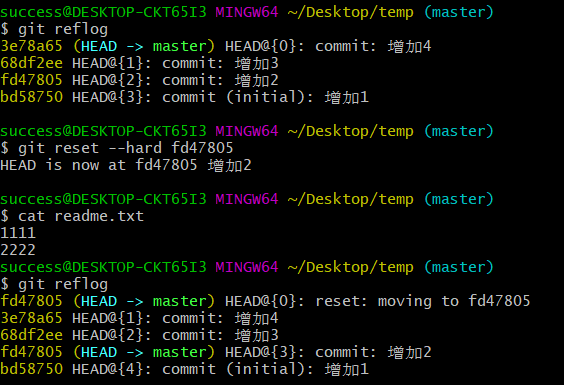 success@DESKTOP-CKT65I3 MINGW64 ~/Desktop/temp (master)
$ git reflog
3e78a65 (HEAD -> master) HEAD@{0}: commit: 增加4
68df2ee HEAD@{1}: commit: 增加3
fd47805 HEAD@{2}: commit: 增加2
bd58750 HEAD@{3}: commit (initial): 增加1
success@DESKTOP-CKT65I3 MINGW64 ~/Desktop/temp (master)
$ git reset --hard fd47805
HEAD is now at fd47805 增加2
success@DESKTOP-CKT65I3 MINGW64 ~/Desktop/temp (master)
$ cat readme.txt
1111
2222
success@DESKTOP-CKT65I3 MINGW64 ~/Desktop/temp (master)
$ git reflog
fd47805 (HEAD -> master) HEAD@{0}: reset: moving to fd47805
3e78a65 HEAD@{1}: commit: 增加4
68df2ee HEAD@{2}: commit: 增加3
fd47805 (HEAD -> master) HEAD@{3}: commit: 增加2
bd58750 HEAD@{4}: commit (initial): 增加1